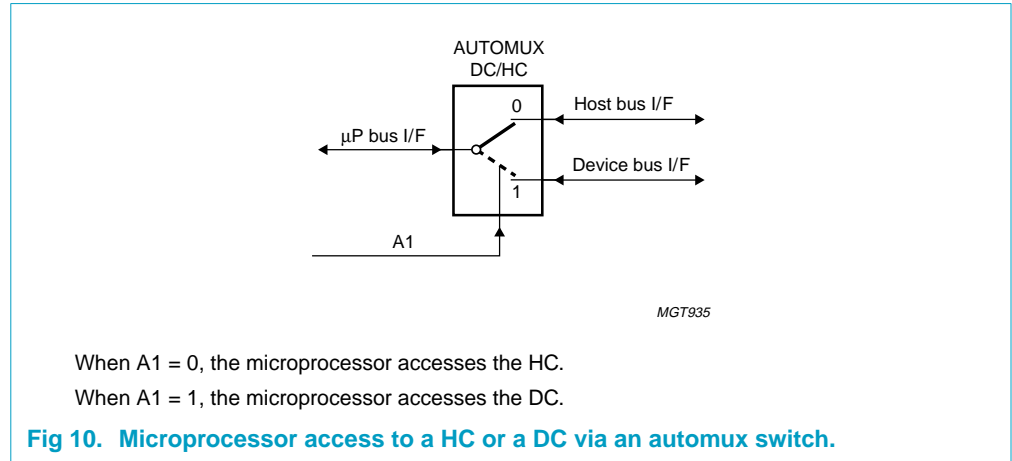 AUTOMUX
DC/HC
0
Host bus I/F
μP bus I/F
Device bus I/F
1
A1
MGT935
When A1 = 0, the microprocessor accesses the HC.
When A1 = 1, the microprocessor accesses the DC.
Fig 10. Microprocessor access to a HC or a DC via an automux switch.